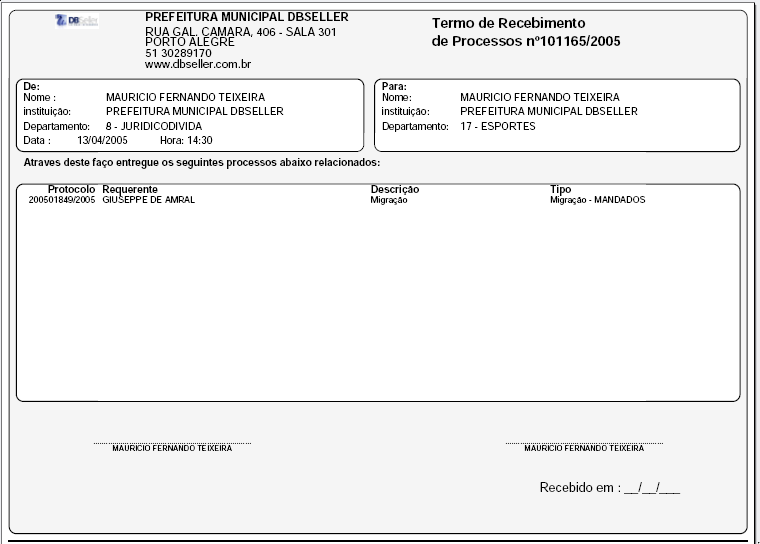 DBSeller
PREFEITURA MUNICIPAL DBSELLER
RUA GAL. CAMARA, 406 - SALA 301
PORTO ALEGRE
51 30289170
www.dbseller.com.br
Termo de Recebimento
de Processos nº101165/2005
De:
Nome : MAURICIO FERNANDO TEIXEIRA
instituição: PREFEITURA MUNICIPAL DBSELLER
Departamento: 8 - JURIDICODIVIDA
Data : 13/04/2005 Hora: 14:30
Para:
Nome: MAURICIO FERNANDO TEIXEIRA
instituição: PREFEITURA MUNICIPAL DBSELLER
Departamento: 17 - ESPORTES
Atraves deste faço entregue os seguintes processos abaixo relacionados:
Protocolo Requerente Descrição Tipo
200501849/2005 GIUSEPPE DE AMRAL Migração Migração - MANDADOS
MAURICIO FERNANDO TEIXEIRA MAURICIO FERNANDO TEIXEIRA
Recebido em : __/__/___